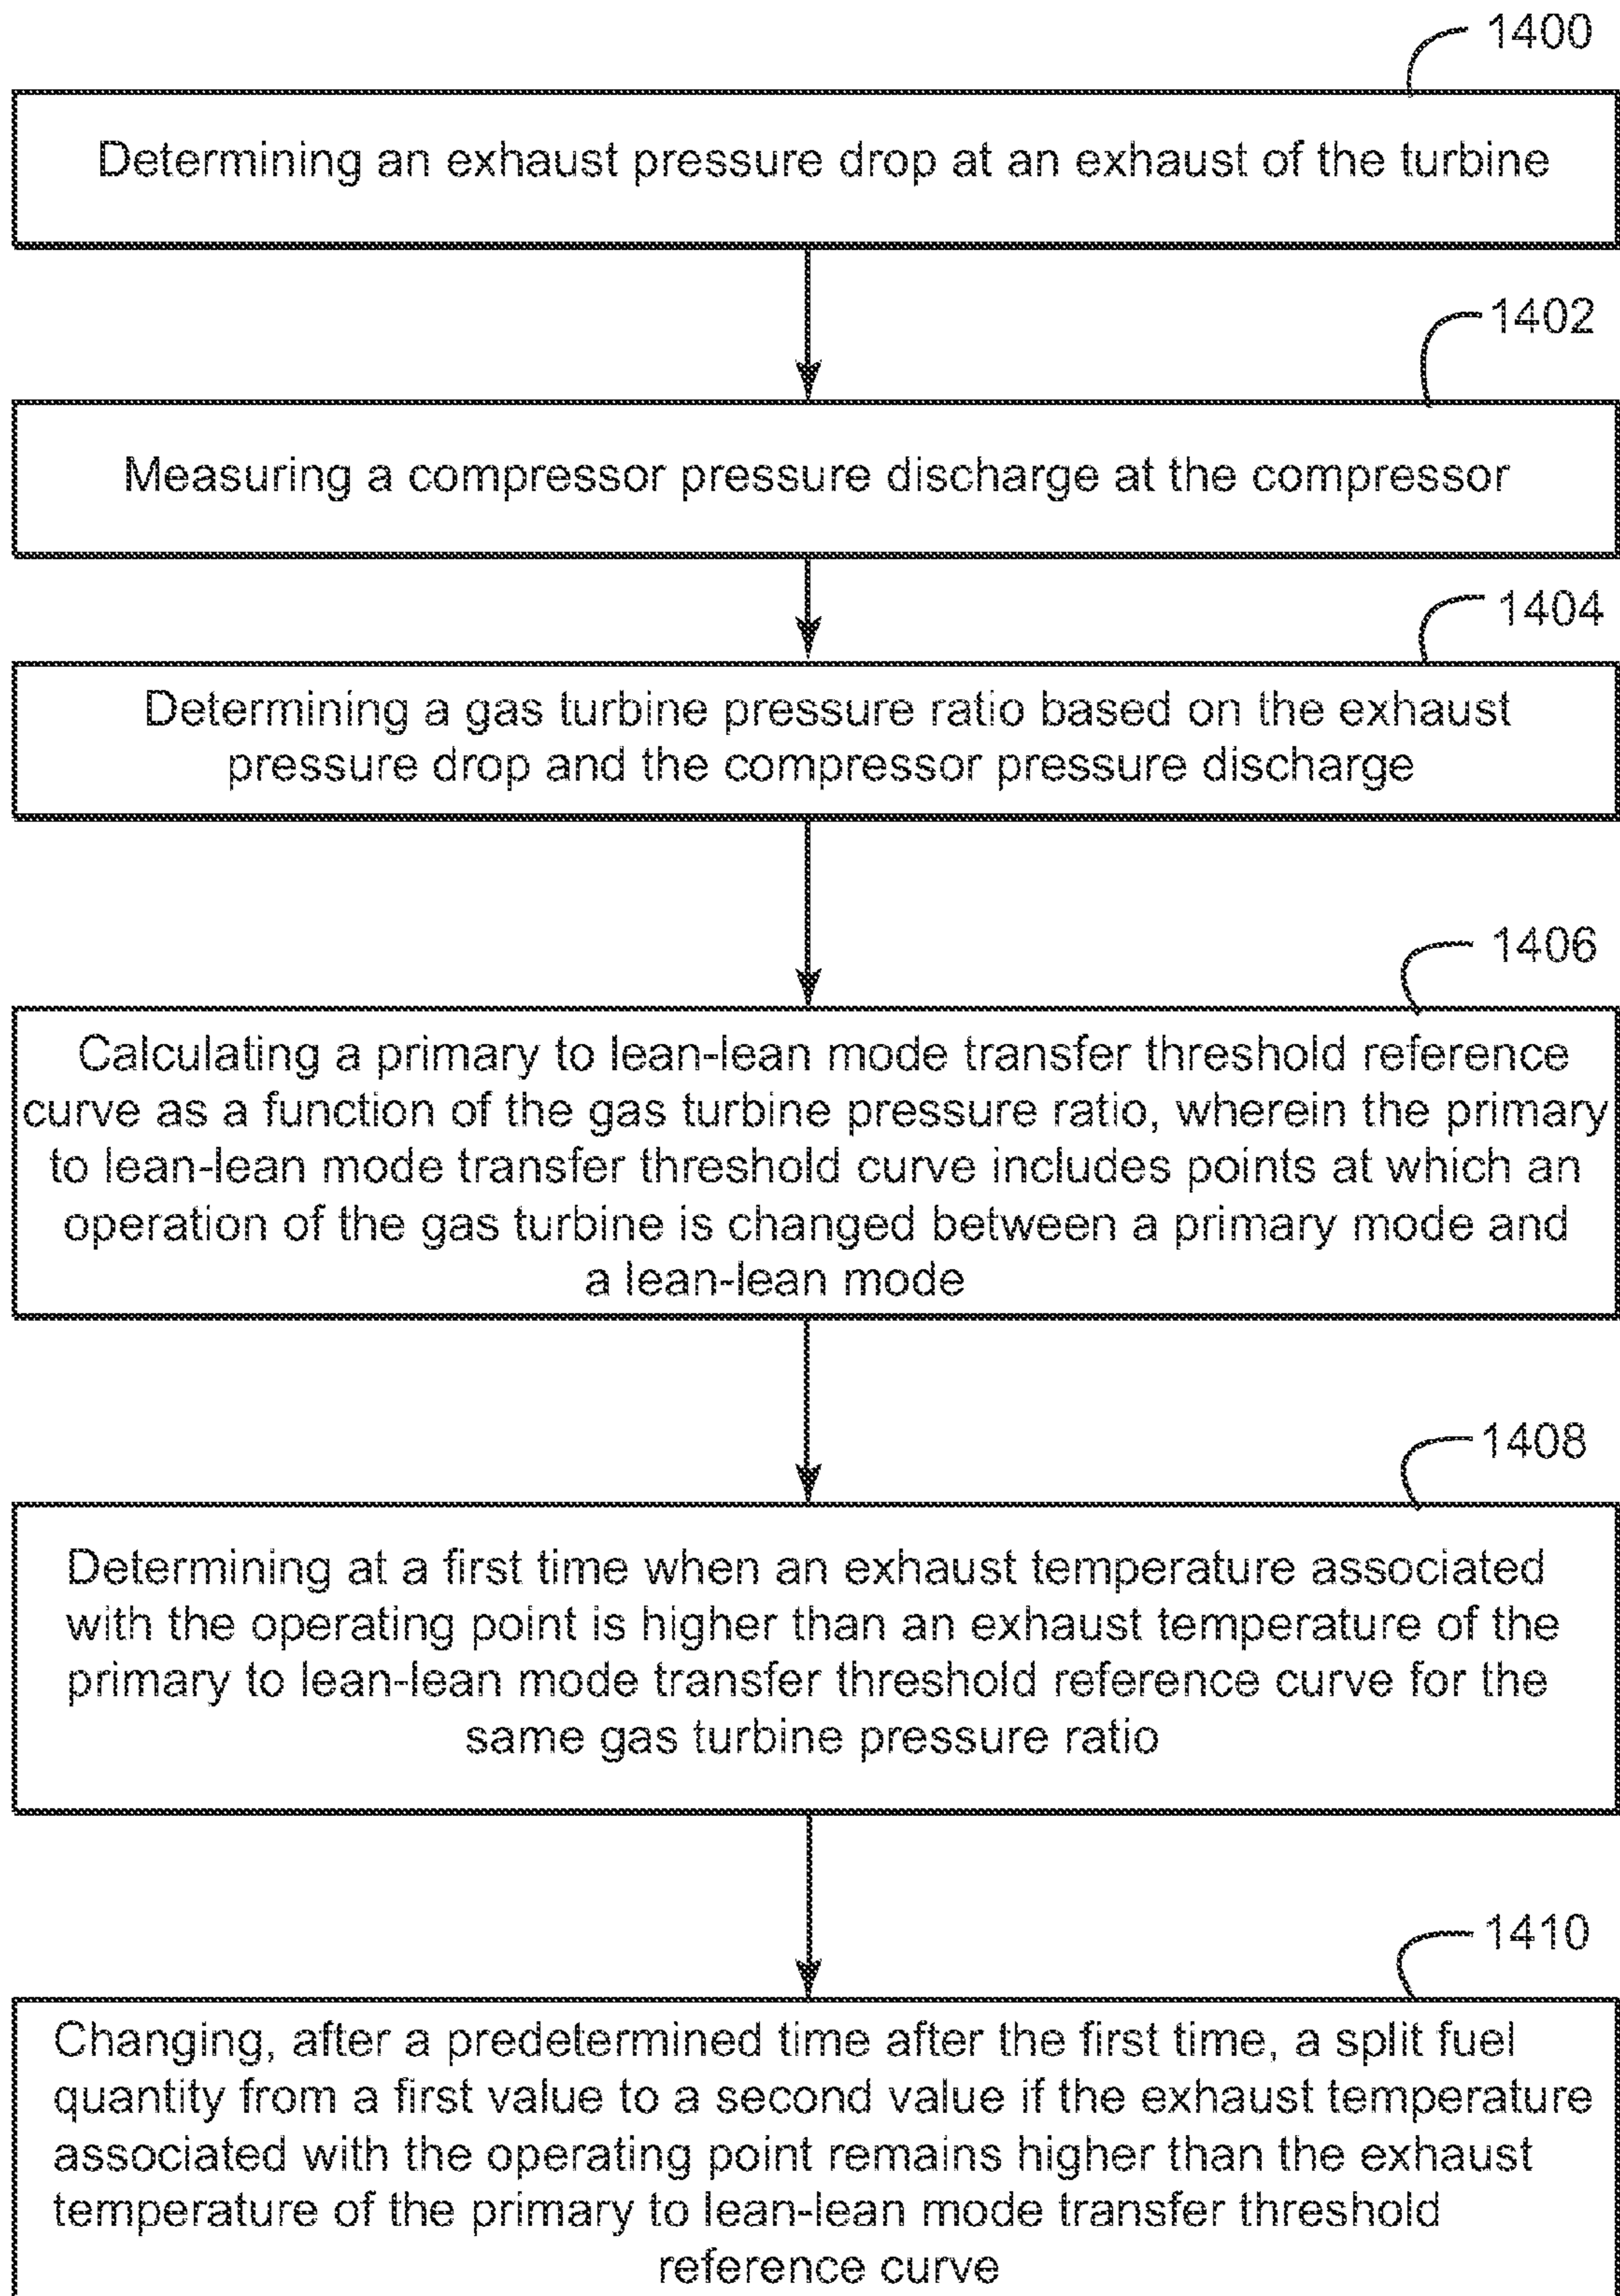 1400
Determining an exhaust pressure drop at an exhaust of the turbine
1402
Measuring a compressor pressure discharge at the compressor
1404
Determining a gas turbine pressure ratio based on the exhaust
pressure drop and the compressor pressure discharge
1406
Calculating a primary to lean-lean mode transfer threshold reference
curve as a function of the gas turbine pressure ratio, wherein the primary
to lean-lean mode transfer threshold curve includes points at which an
operation of the gas turbine is changed between a primary mode and
a lean-lean mode
1408
Determining at a first time when an exhaust temperature associated
with the operating point is higher than an exhaust temperature of the
primary to lean-lean mode transfer threshold reference curve for the
same gas turbine pressure ratio
1410
Changing, after a predetermined time after the first time, a split fuel
quantity from a first value to a second value if the exhaust temperature
associated with the operating point remains higher than the exhaust
temperature of the primary to lean-lean mode transfer threshold
reference curve